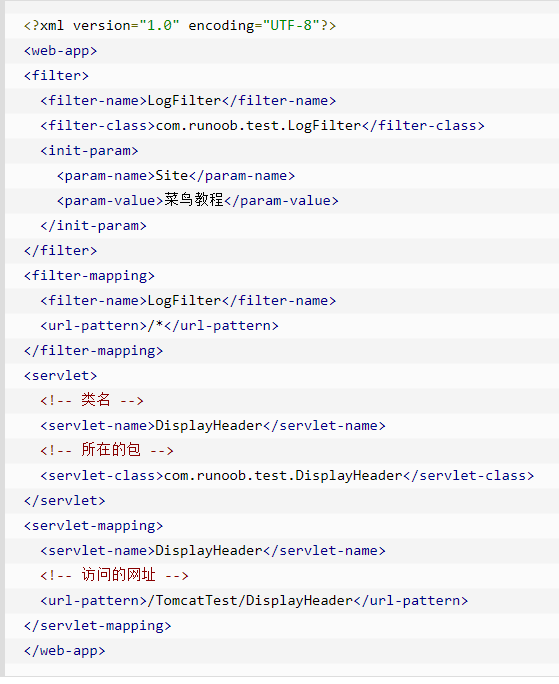 <?xml version="1.0" encoding="UTF-8"?>
<web-app>
<filter>
  <filter-name>LogFilter</filter-name>
  <filter-class>com.runoob.test.LogFilter</filter-class>
  <init-param>
    <param-name>Site</param-name>
    <param-value>菜鸟教程</param-value>
  </init-param>
</filter>
<filter-mapping>
  <filter-name>LogFilter</filter-name>
  <url-pattern>/*</url-pattern>
</filter-mapping>
<servlet>
  <!-- 类名 -->
  <servlet-name>DisplayHeader</servlet-name>
  <!-- 所在的包 -->
  <servlet-class>com.runoob.test.DisplayHeader</servlet-class>
</servlet>
<servlet-mapping>
  <servlet-name>DisplayHeader</servlet-name>
  <!-- 访问的网址 -->
  <url-pattern>/TomcatTest/DisplayHeader</url-pattern>
</servlet-mapping>
</web-app>